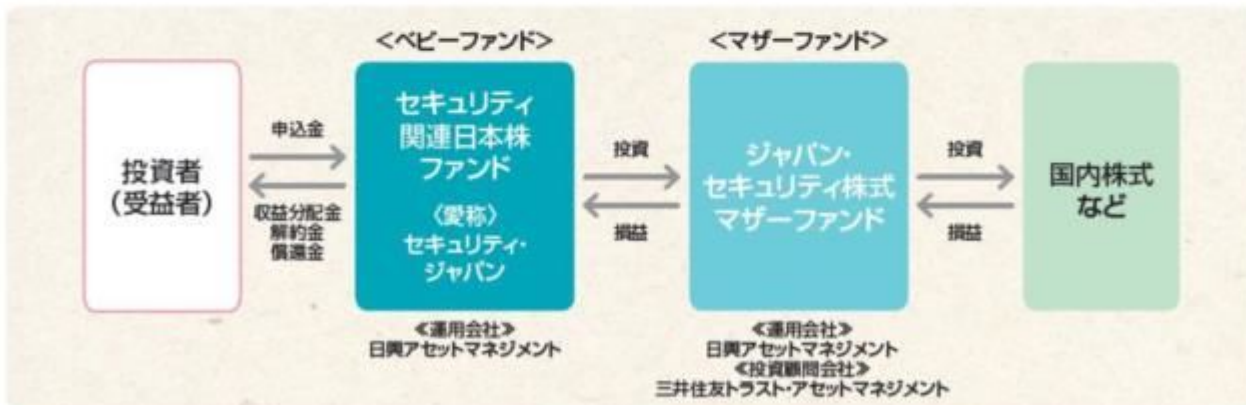 <ベビーファンド>
<マザーファンド>
投資者
(受益者)
申込金
収益分配金
解約金
償還金
セキュリティ
関連日本株
ファンド
〈愛称〉
セキュリティ・
ジャパン
投資
損益
ジャパン・
セキュリティ株式
マザーファンド
投資
損益
国内株式
など
≪運用会社≫
日興アセットマネジメント
≪運用会社≫
日興アセットマネジメント
≪投資顧問会社≫
三井住友トラスト・アセットマネジメント